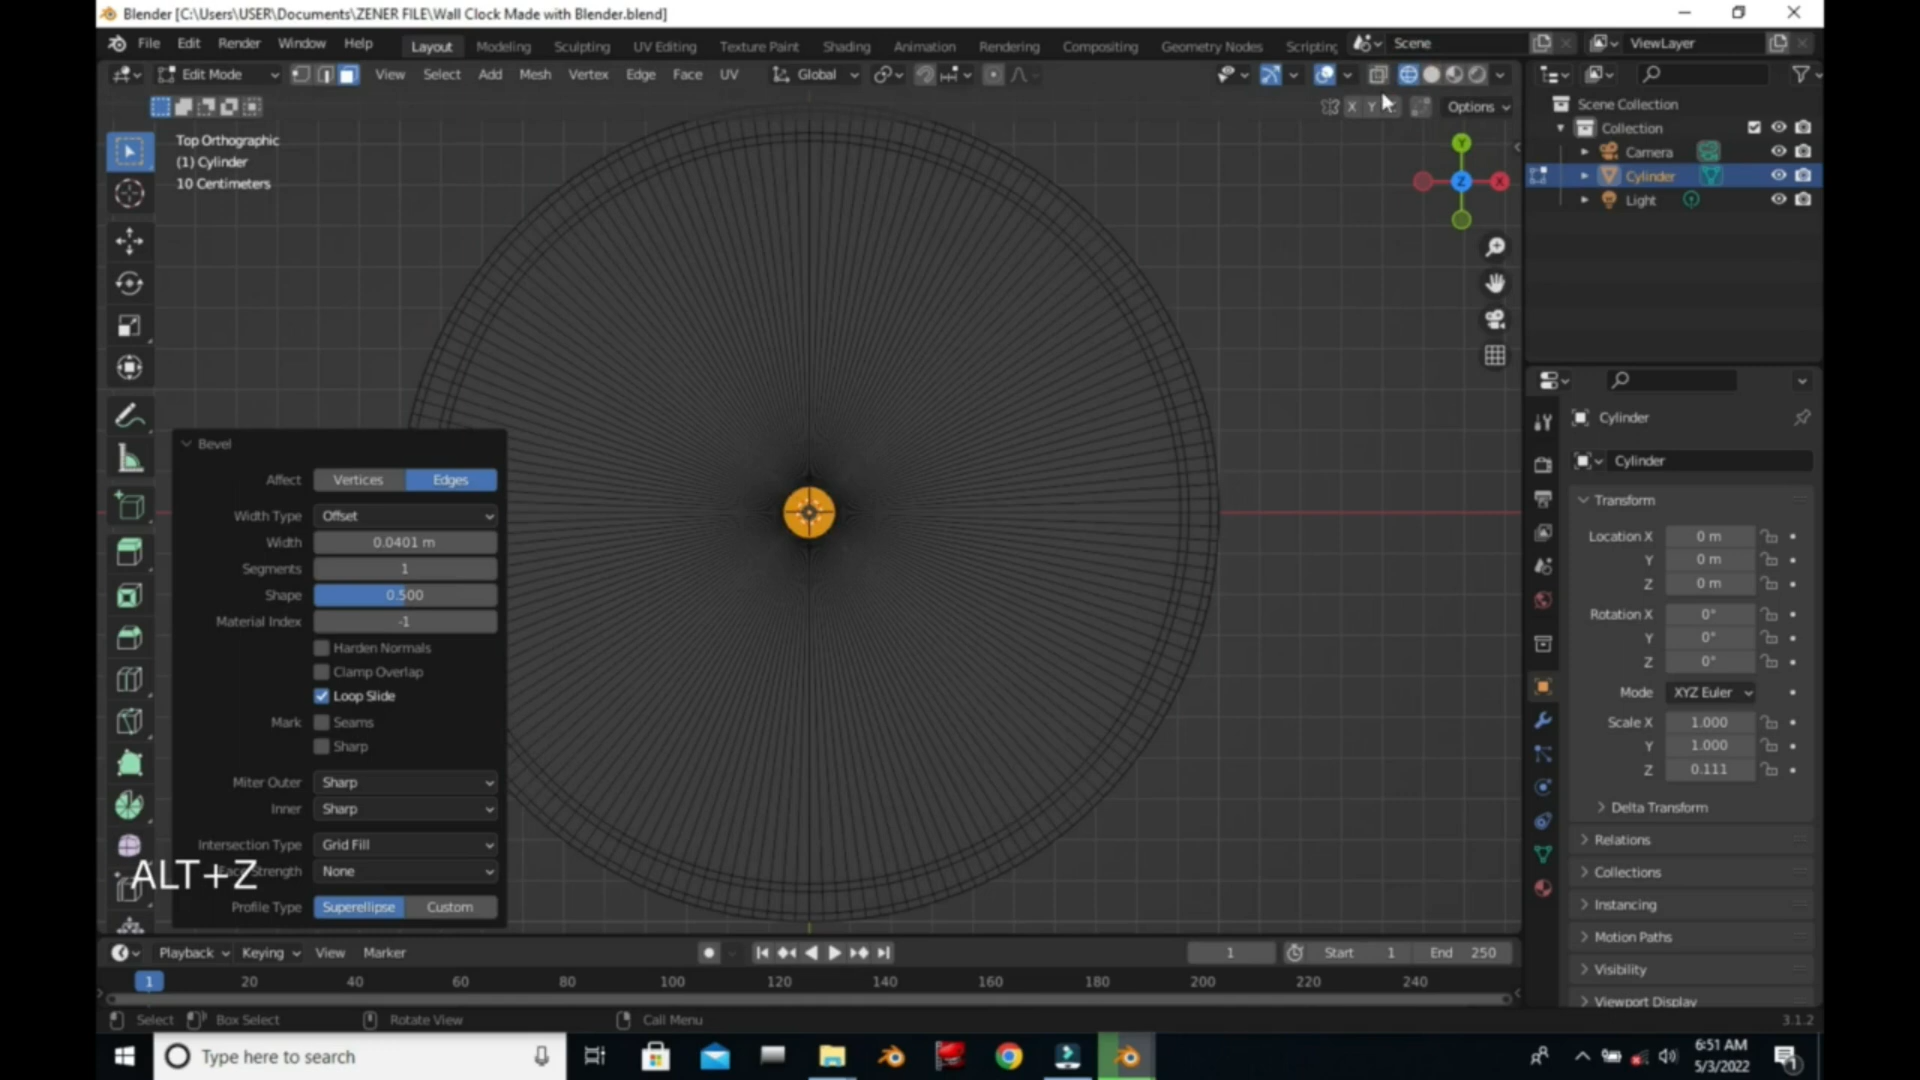 Blender [C:\Users\USER\Documents\ZENER FILE\Wall Clock Made with Blender.blend]
File Edit Render Window Help Layout Modeling Sculpting UV Editing Texture Paint Shading Animation Rendering Compositing Geometry Nodes Scripting Scene ViewLayer
Edit Mode View Select Add Mesh Vertex Edge Face UV Global
X Y Options
Scene Collection
Collection
Camera
Cylinder
Light
Top Orthographic
(1) Cylinder
10 Centimeters
Y
Z X
Bevel
Affect Vertices Edges
Width Type Offset
Width 0.0401 m
Segments 1
Shape 0.500
Material Index -1
Harden Normals
Clamp Overlap
Loop Slide
Mark Seams
Sharp
Miter Outer Sharp
Inner Sharp
Intersection Type Grid Fill
Strength None
ALT+Z
Profile Type Superellipse Custom
Cylinder
Cylinder
Transform
Location X 0 m
Y 0 m
Z 0 m
Rotation X 0°
Y 0°
Z 0°
Mode XYZ Euler
Scale X 1.000
Y 1.000
Z 0.111
Delta Transform
Relations
Collections
Instancing
Motion Paths
Visibility
Viewport Display
Playback Keying View Marker 1 Start 1 End 250
1 20 40 60 80 100 120 140 160 180 200 220 240
Select Box Select Rotate View Call Menu 3.1.2
Type here to search
6:51 AM
5/3/2022
1